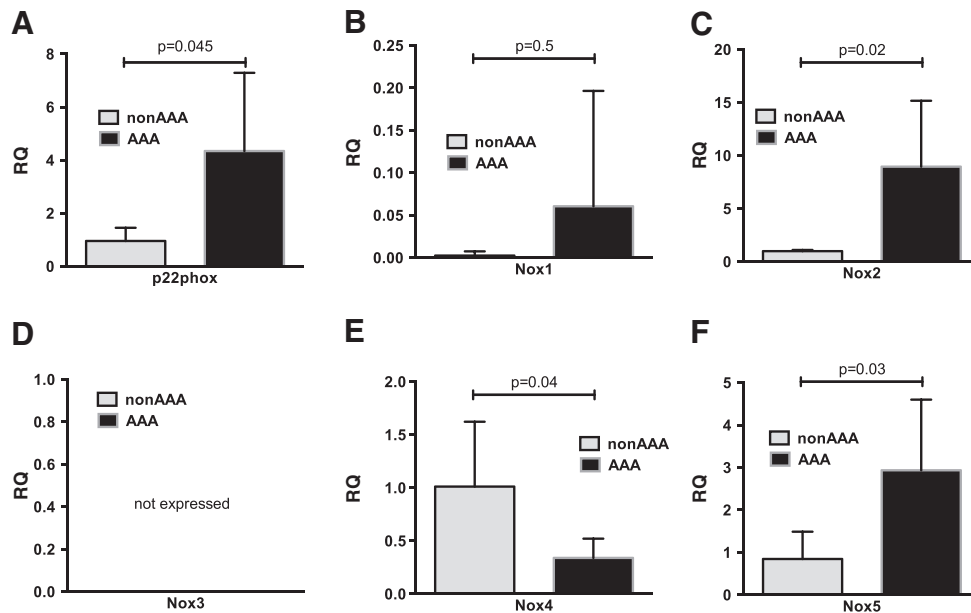 A
p=0.045
8
6
4
2
0
RQ
nonAAA
AAA
p22phox
B
p=0.5
0.25
0.20
0.15
0.10
0.05
0.00
RQ
nonAAA
AAA
Nox1
C
p=0.02
20
15
10
5
0
RQ
nonAAA
AAA
Nox2
D
1.0
0.8
0.6
0.4
0.2
0.0
RQ
nonAAA
AAA
not expressed
Nox3
E
p=0.04
2.0
1.5
1.0
0.5
0.0
RQ
nonAAA
AAA
Nox4
F
p=0.03
5
4
3
2
1
0
RQ
nonAAA
AAA
Nox5